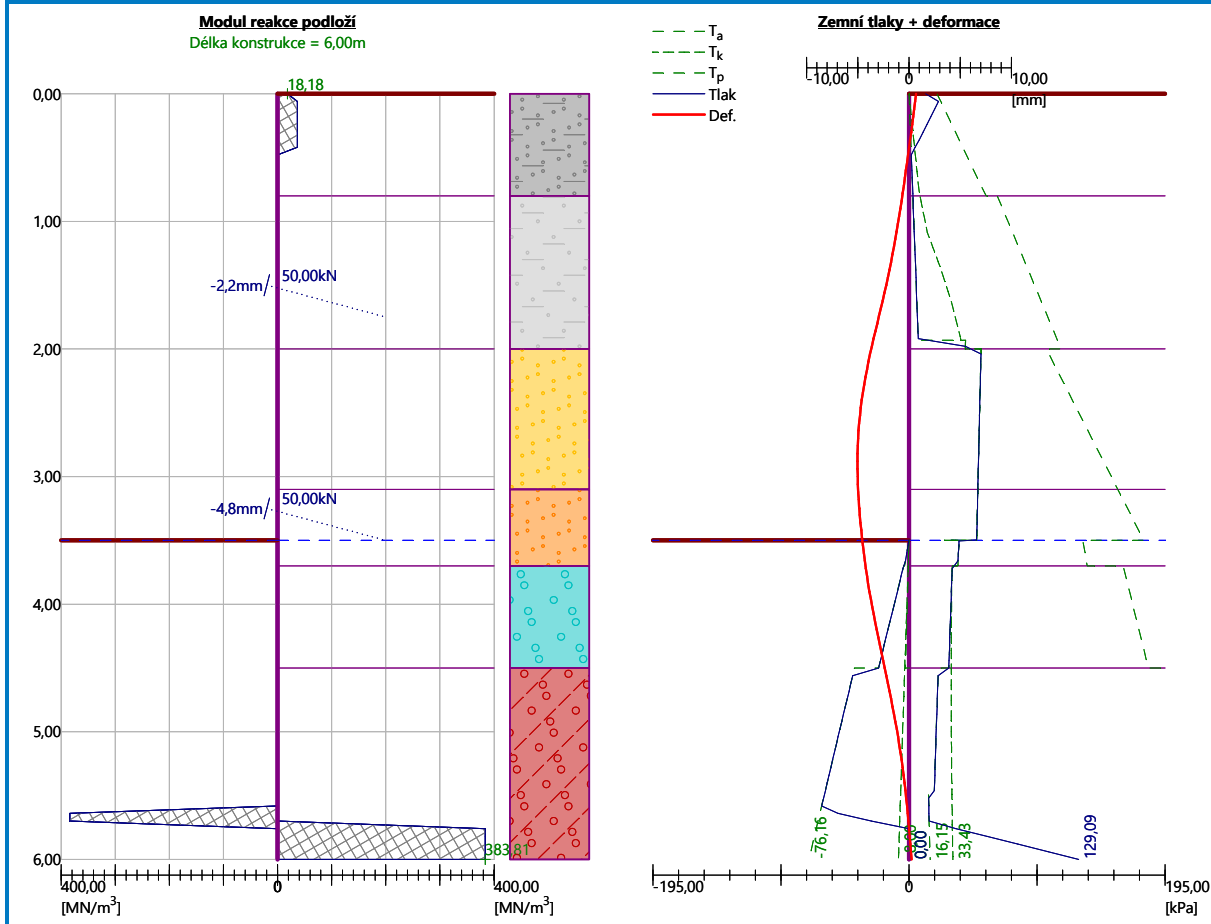 Modul reakce podloží
Délka konstrukce = 6,00m
18,18
0,00
1,00
-2,2mm
50,00kN
2,00
3,00
-4,8mm
50,00kN
4,00
5,00
6,00
383,81
400,00
0
400,00
[MN/m³]
[MN/m³]
Zemní tlaky + deformace
Tₐ
Tₖ
Tₚ
Tlak
Def.
-10,00
0
10,00
[mm]
-76,16
0,00
16,15
33,43
129,09
-195,00
0
195,00
[kPa]